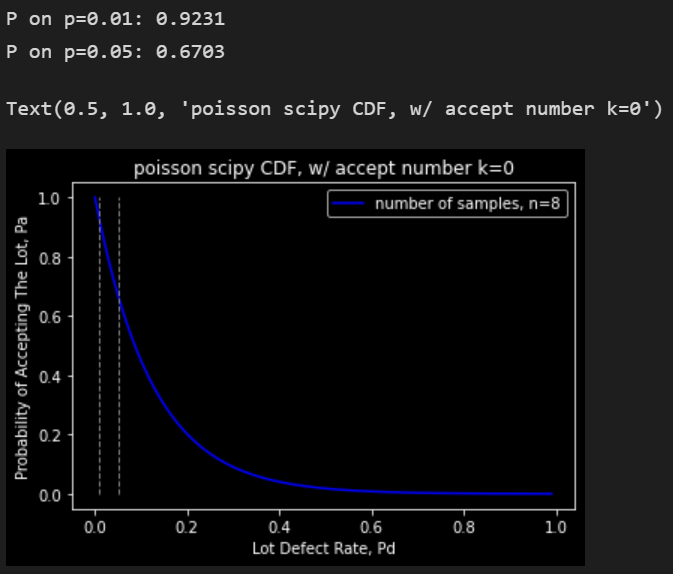 P on p=0.01: 0.9231
P on p=0.05: 0.6703
Text(0.5, 1.0, 'poisson scipy CDF, w/ accept number k=0')
poisson scipy CDF, w/ accept number k=0
number of samples, n=8
Probability of Accepting The Lot, Pa
1.0
0.8
0.6
0.4
0.2
0.0
0.0 0.2 0.4 0.6 0.8 1.0
Lot Defect Rate, Pd